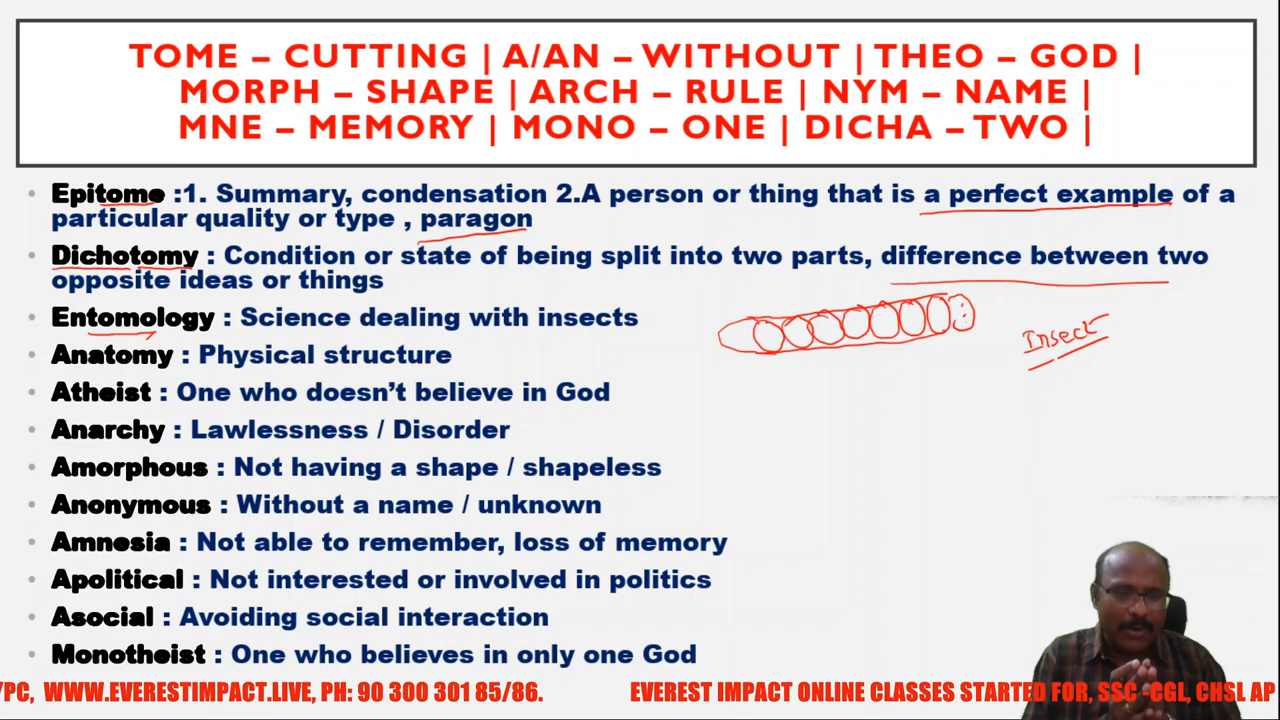 TOME – CUTTING | A/AN – WITHOUT | THEO – GOD |
MORPH – SHAPE | ARCH – RULE | NYM – NAME |
MNE – MEMORY | MONO – ONE | DICHA – TWO |
• Epitome :1. Summary, condensation 2.A person or thing that is a perfect example of a
particular quality or type , paragon
• Dichotomy : Condition or state of being split into two parts, difference between two
opposite ideas or things
• Entomology : Science dealing with insects
Insect
• Anatomy : Physical structure
• Atheist : One who doesn’t believe in God
• Anarchy : Lawlessness / Disorder
• Amorphous : Not having a shape / shapeless
• Anonymous : Without a name / unknown
• Amnesia : Not able to remember, loss of memory
• Apolitical : Not interested or involved in politics
• Asocial : Avoiding social interaction
• Monotheist : One who believes in only one God
/PC, WWW.EVERESTIMPACT.LIVE, PH: 90 300 301 85/86. EVEREST IMPACT ONLINE CLASSES STARTED FOR, SSC -CGL, CHSL AP